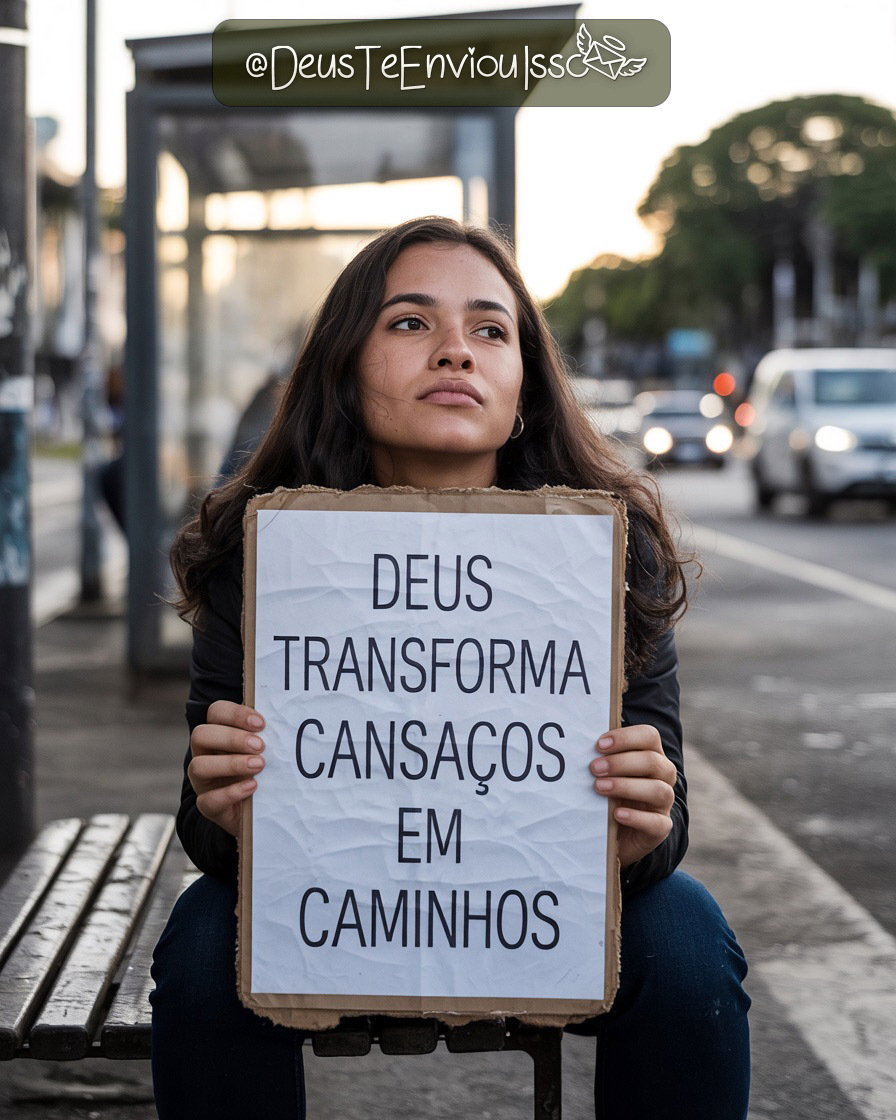 @DeusTeEnviouIsso
DEUS
TRANSFORMA
CANSAÇOS
EM
CAMINHOS